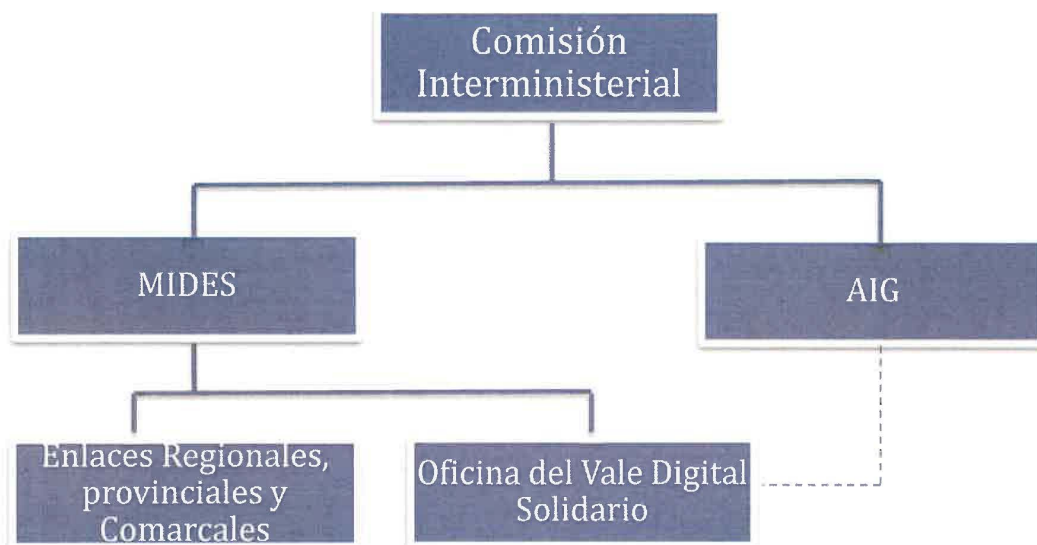 Comisión
Interministerial
MIDES
AIG
Enlaces Regionales,
provinciales y
Comarcales
Oficina del Vale Digital
Solidario